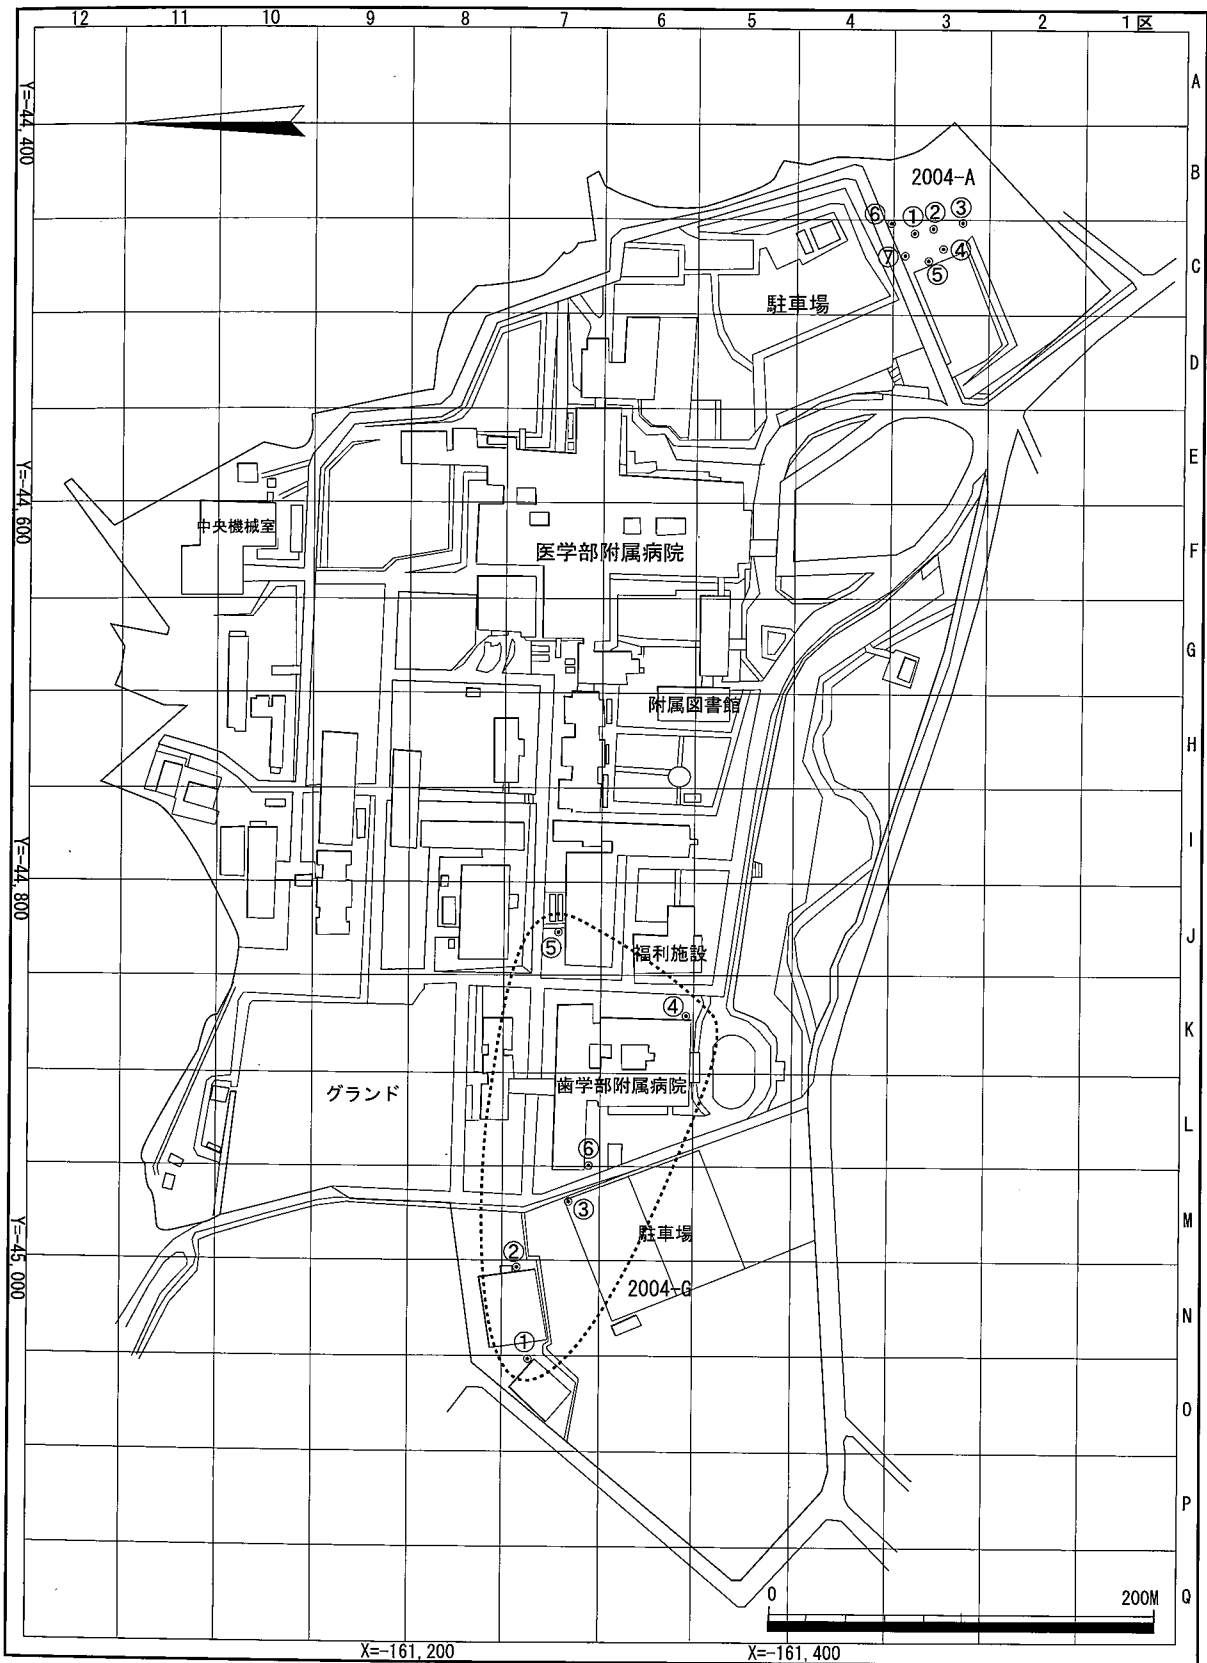 12 11 10 9 8 7 6 5 4 3 2 1区
A
Y=-44,400
B
2004-A
⑥ ① ② ③
⑦ ④
⑤
C
駐車場
D
E
Y=-44,600
中央機械室
医学部附属病院
F
G
附属図書館
H
I
Y=-44,800
J
⑤
福利施設
④
K
歯学部附属病院
グランド
L
⑥
③
M
駐車場
Y=-45,000
②
2004-G
N
①
O
P
0 200M
Q
X=-161,200 X=-161,400